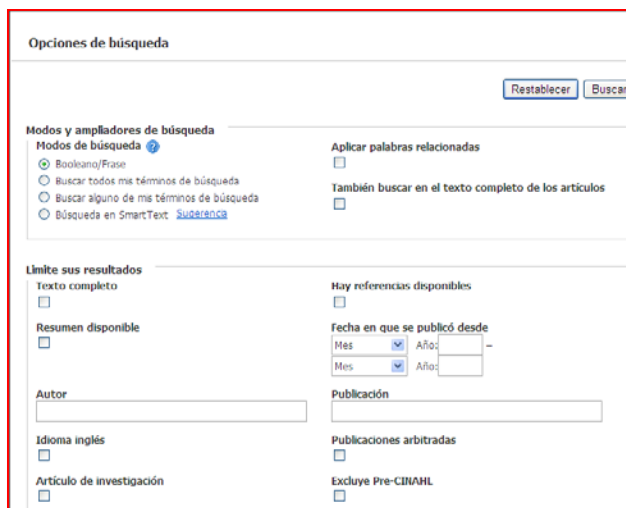 Opciones de búsqueda
Restablecer Buscar
Modos y ampliadores de búsqueda
Modos de búsqueda ?
Booleano/Frase
Buscar todos mis términos de búsqueda
Buscar alguno de mis términos de búsqueda
Búsqueda en SmartText Sugerencia
Aplicar palabras relacionadas
También buscar en el texto completo de los artículos
Limite sus resultados
Texto completo
Hay referencias disponibles
Resumen disponible
Fecha en que se publicó desde
Mes Año: –
Mes Año:
Autor
Publicación
Idioma inglés
Publicaciones arbitradas
Artículo de investigación
Excluye Pre-CINAHL